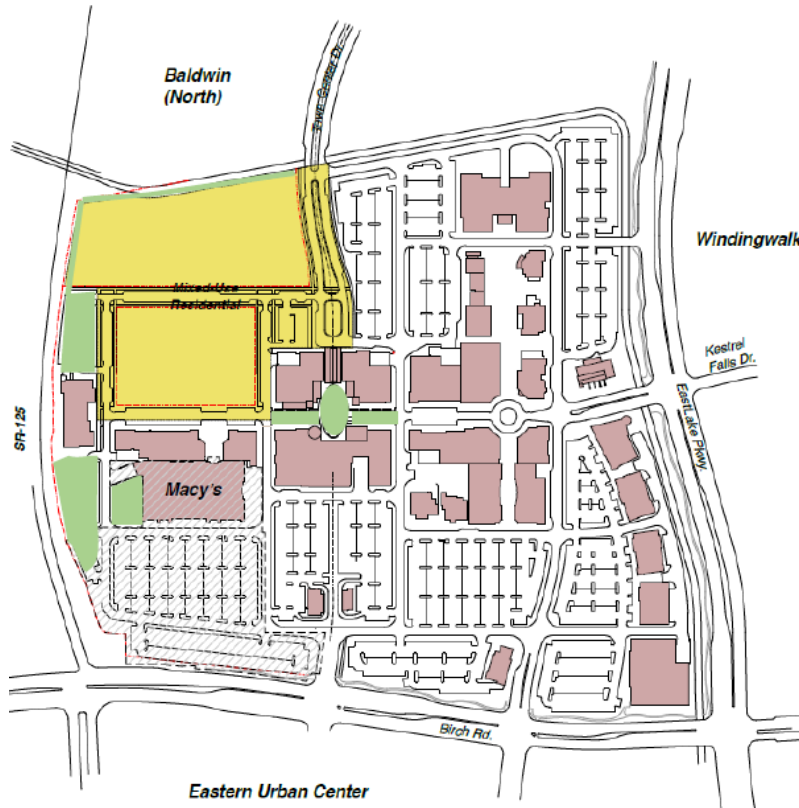 Baldwin
(North)
Town Center Dr.
Windingwalk
Mixed-Use
Residential
Kestrel
Falls Dr.
EastLake Pkwy.
SR-125
Macy's
Birch Rd.
Eastern Urban Center